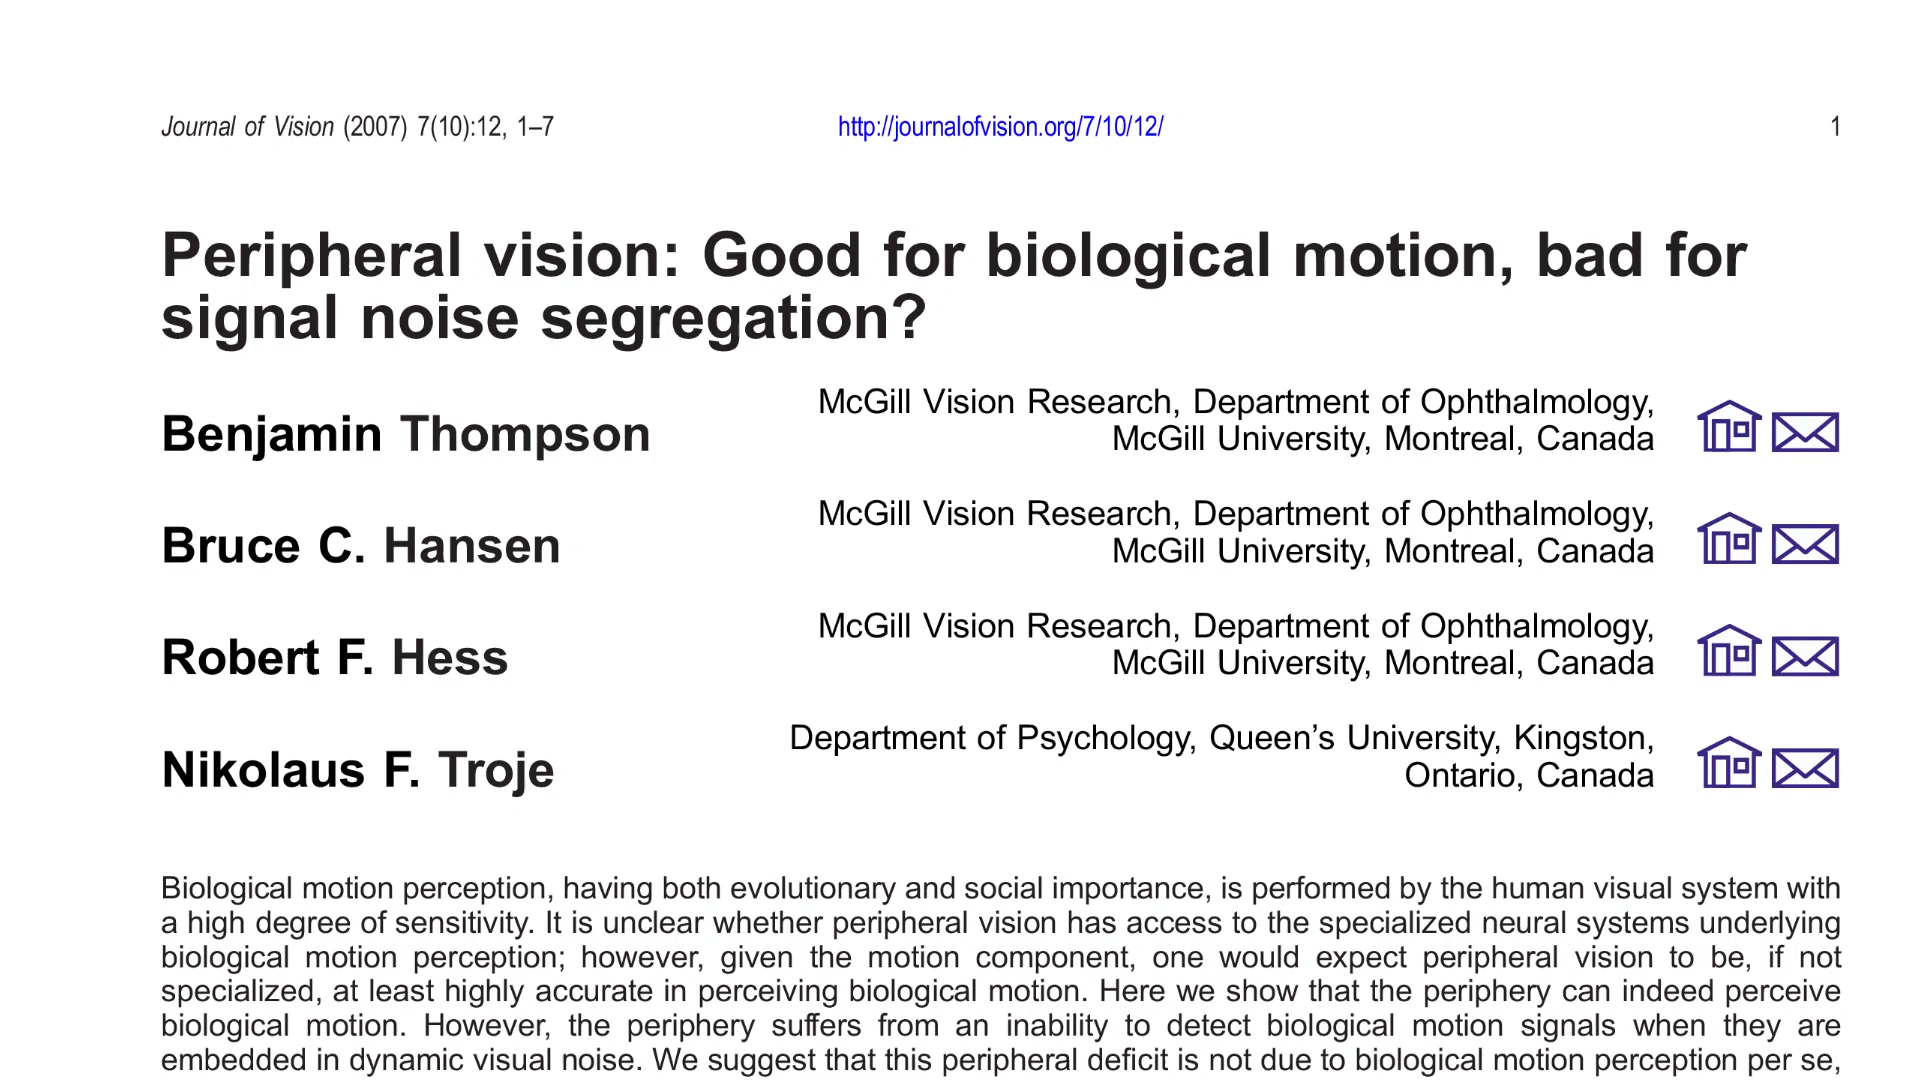 Journal of Vision (2007) 7(10):12, 1–7 http://journalofvision.org/7/10/12/ 1
Peripheral vision: Good for biological motion, bad for
signal noise segregation?
Benjamin Thompson
McGill Vision Research, Department of Ophthalmology,
McGill University, Montreal, Canada
Bruce C. Hansen
McGill Vision Research, Department of Ophthalmology,
McGill University, Montreal, Canada
Robert F. Hess
McGill Vision Research, Department of Ophthalmology,
McGill University, Montreal, Canada
Nikolaus F. Troje
Department of Psychology, Queen’s University, Kingston,
Ontario, Canada
Biological motion perception, having both evolutionary and social importance, is performed by the human visual system with
a high degree of sensitivity. It is unclear whether peripheral vision has access to the specialized neural systems underlying
biological motion perception; however, given the motion component, one would expect peripheral vision to be, if not
specialized, at least highly accurate in perceiving biological motion. Here we show that the periphery can indeed perceive
biological motion. However, the periphery suffers from an inability to detect biological motion signals when they are
embedded in dynamic visual noise. We suggest that this peripheral deficit is not due to biological motion perception per se,